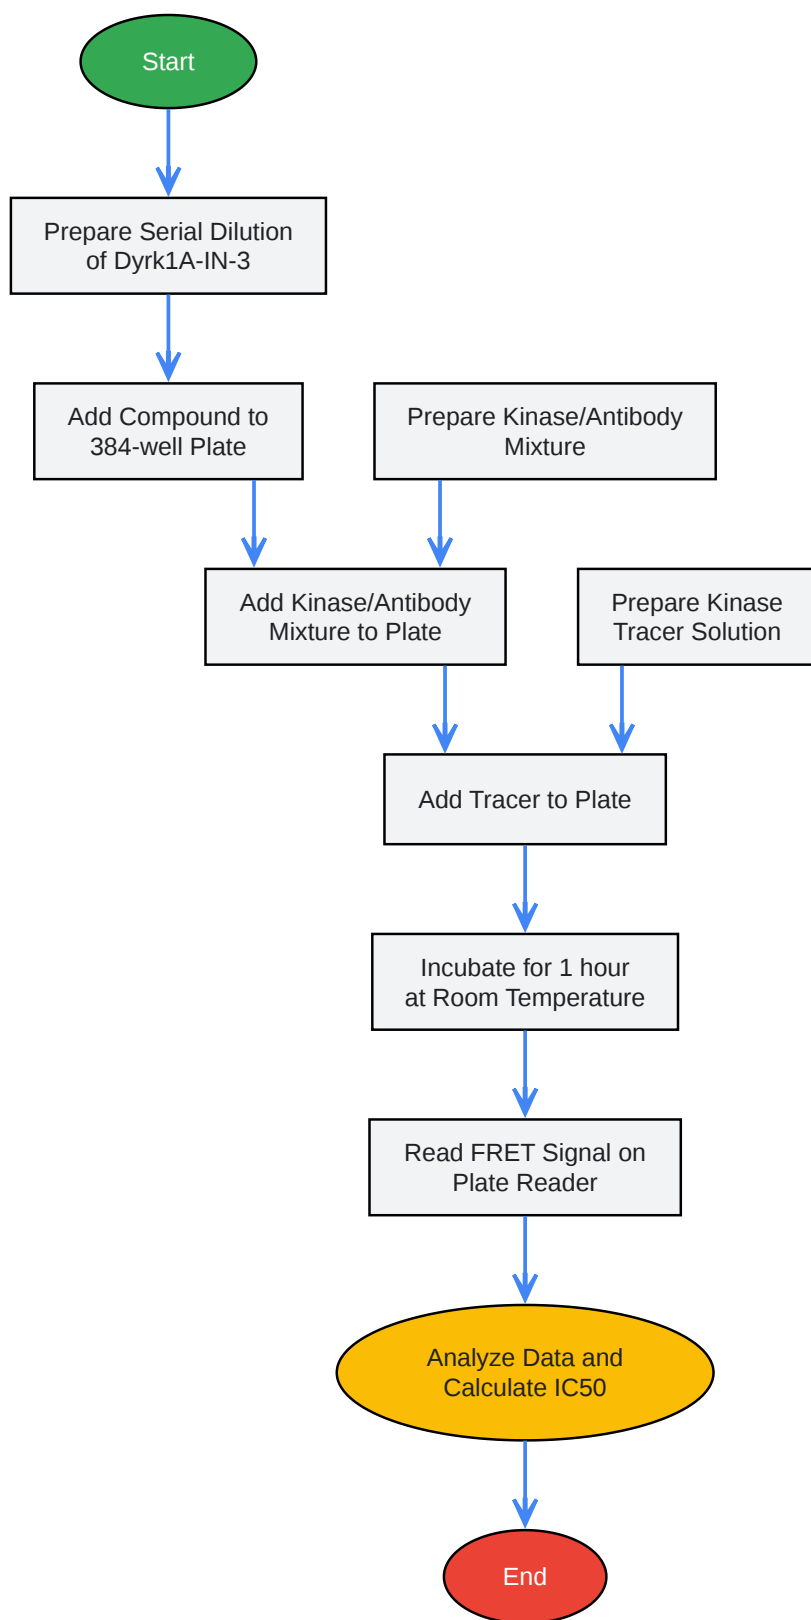 Start
Prepare Serial Dilution
of Dyrk1A-IN-3
Add Compound to
384-well Plate
Prepare Kinase/Antibody
Mixture
Add Kinase/Antibody
Mixture to Plate
Prepare Kinase
Tracer Solution
Add Tracer to Plate
Incubate for 1 hour
at Room Temperature
Read FRET Signal on
Plate Reader
Analyze Data and
Calculate IC50
End